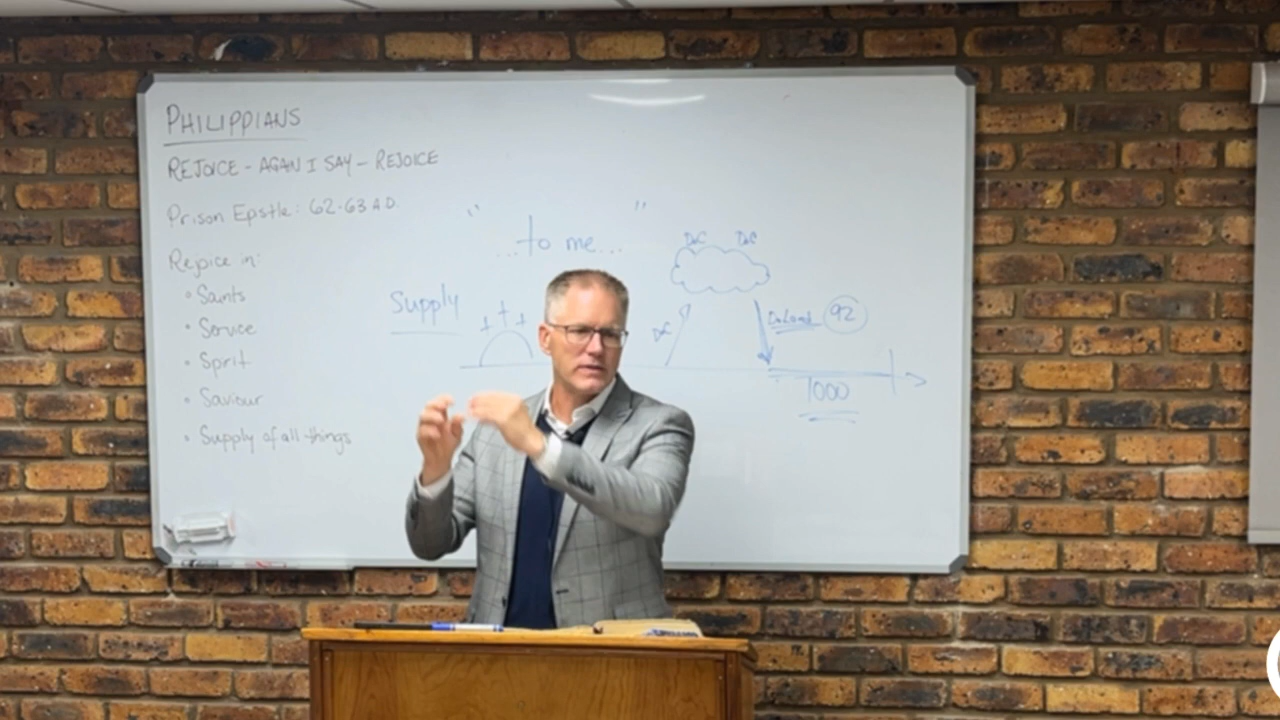 PHILIPPIANS
REJOICE - AGAIN I SAY - REJOICE
Prison Epistle: 62-63 A.D.
Rejoice in:
• Saints
• Service
• Spirit
• Saviour
• Supply of all things
" ...to me... "
Supply
92
1000